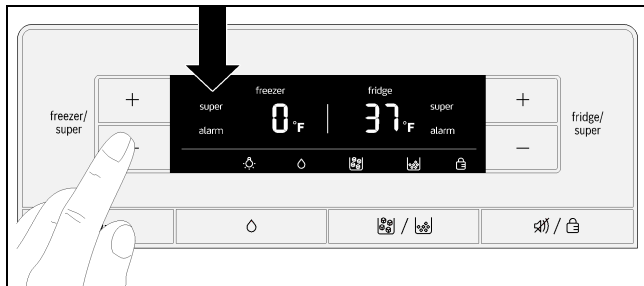 freezer/
super
+
super
alarm
freezer
0°F
fridge
37°F
super
alarm
+
−
fridge/
super
/
/